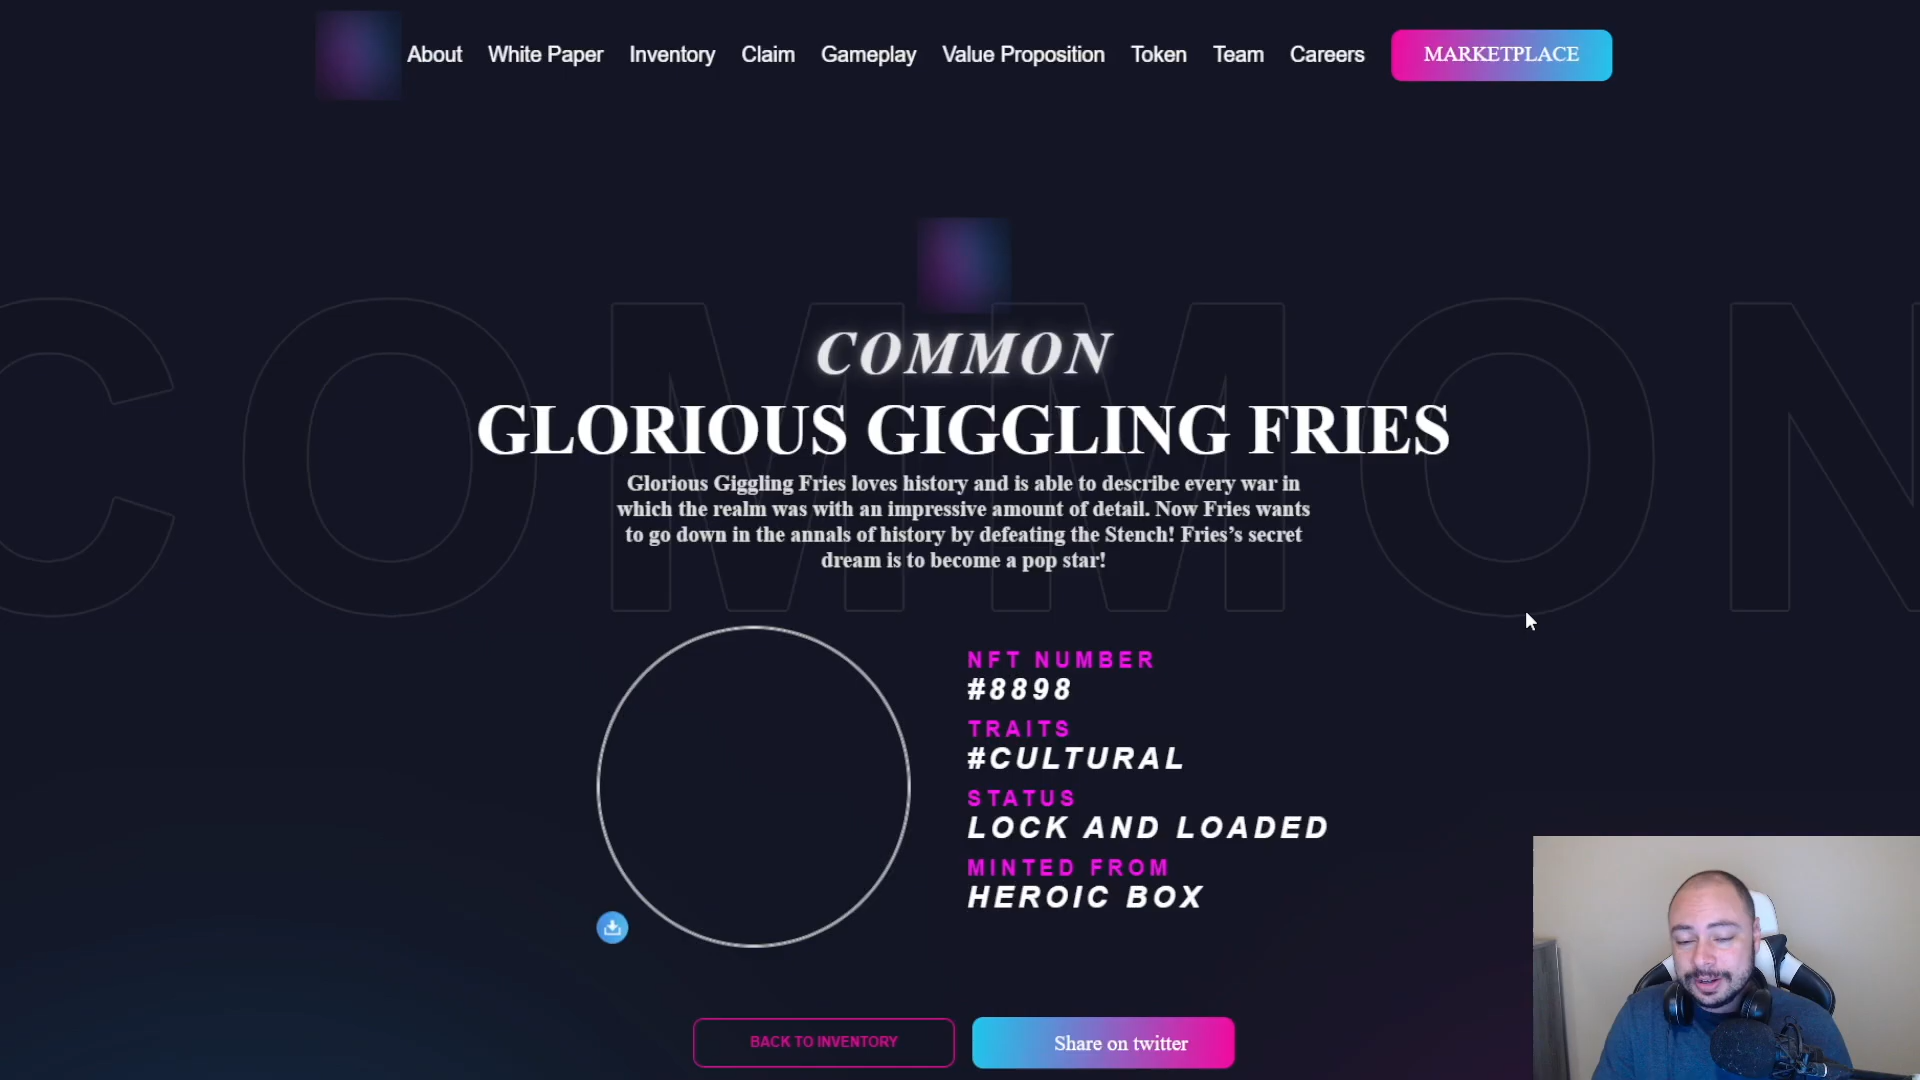 About White Paper Inventory Claim Gameplay Value Proposition Token Team Careers MARKETPLACE
COMMON
COMMON
GLORIOUS GIGGLING FRIES
Glorious Giggling Fries loves history and is able to describe every war in
which the realm was with an impressive amount of detail. Now Fries wants
to go down in the annals of history by defeating the Stench! Fries’s secret
dream is to become a pop star!
NFT NUMBER
#8898
TRAITS
#CULTURAL
STATUS
LOCK AND LOADED
MINTED FROM
HEROIC BOX
BACK TO INVENTORY Share on twitter